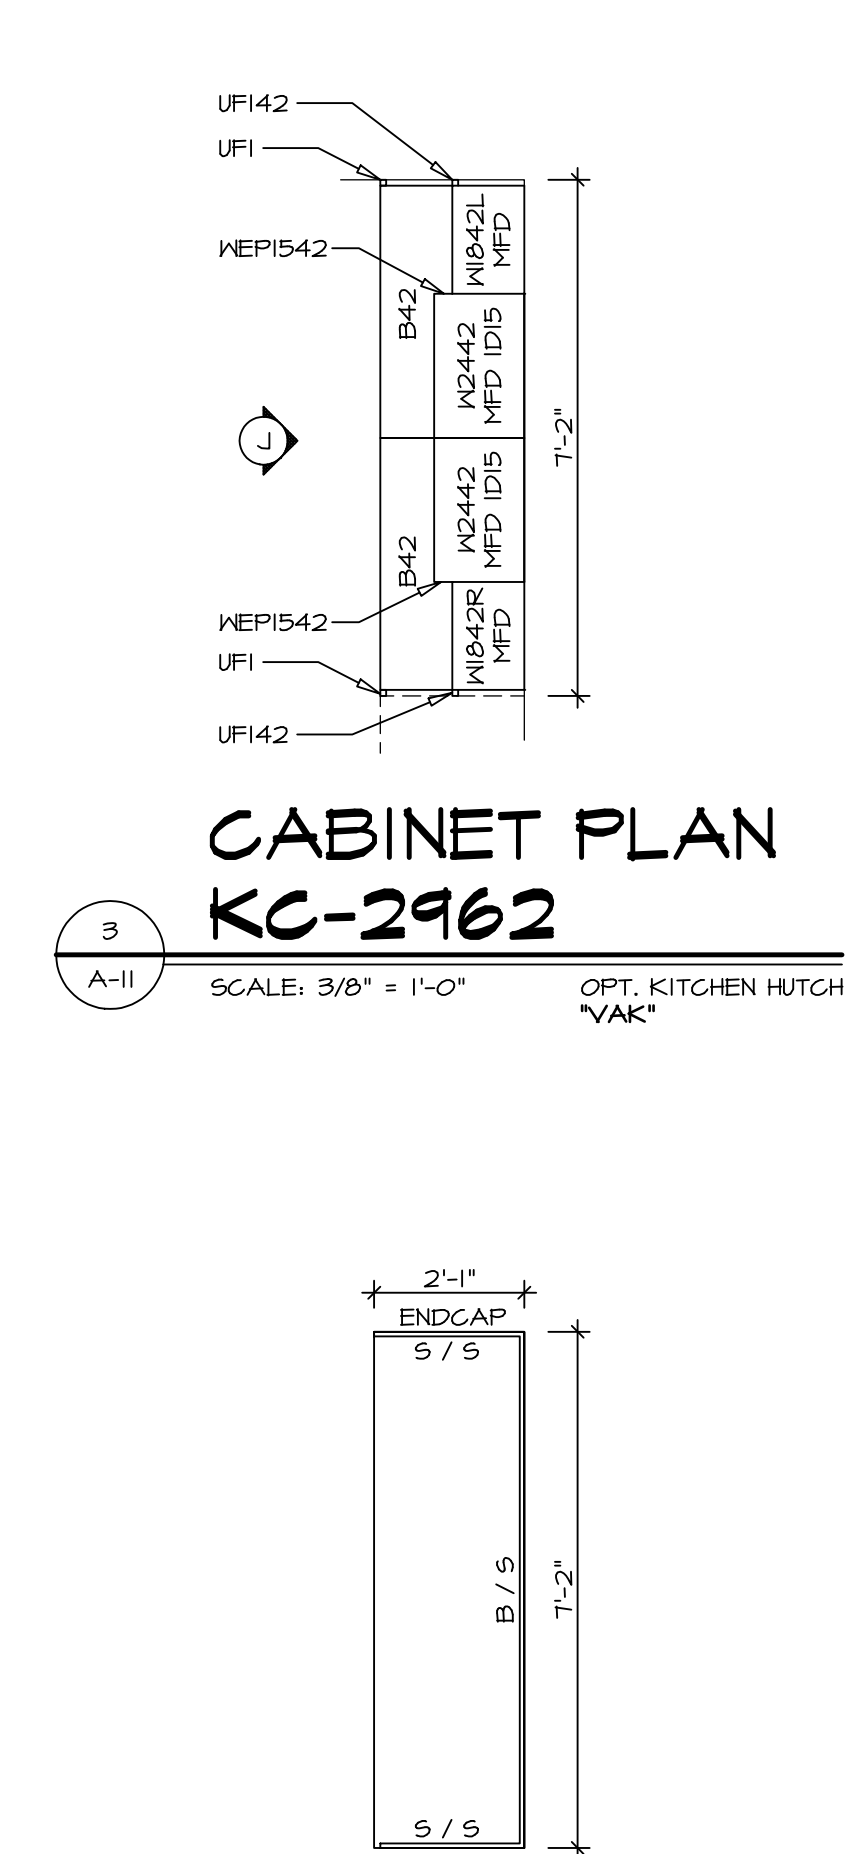 UF142
UF1
W1842L
MFD
WEP1542
B42
W2442
MFD 1D15
J
7'-2"
W2442
MFD 1D15
B42
WEP1542
W1842R
MFD
UF1
UF142
CABINET PLAN
KC-2962
3
A-11
SCALE: 3/8" = 1'-0"
OPT. KITCHEN HUTCH
"VAK"
2'-1"
ENDCAP
S / S
B / S
7'-2"
S / S